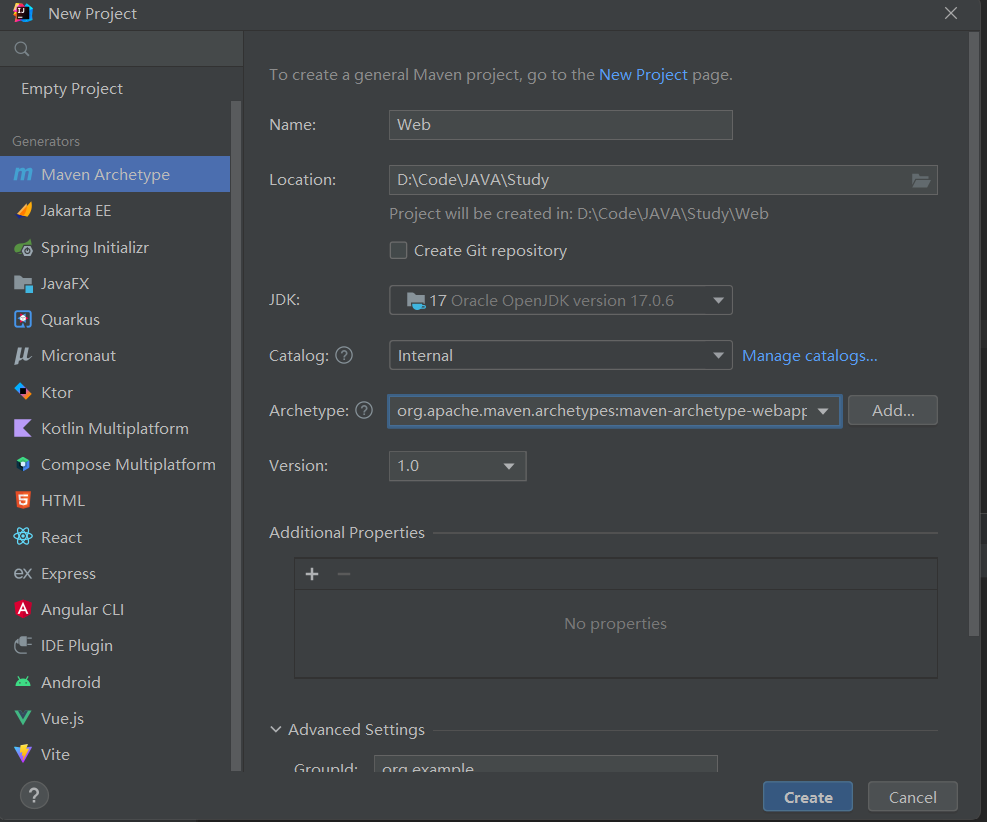 New Project
Empty Project
Generators
Maven Archetype
Jakarta EE
Spring Initializr
JavaFX
Quarkus
Micronaut
Ktor
Kotlin Multiplatform
Compose Multiplatform
HTML
React
ex Express
Angular CLI
IDE Plugin
Android
Vue.js
Vite
?
To create a general Maven project, go to the New Project page.
Name: Web
Location: D:\Code\JAVA\Study
Project will be created in: D:\Code\JAVA\Study\Web
Create Git repository
JDK: 17 Oracle OpenJDK version 17.0.6
Catalog: ? Internal Manage catalogs...
Archetype: ? org.apache.maven.archetypes:maven-archetype-webapp Add...
Version: 1.0
Additional Properties
No properties
Advanced Settings
GroupId: org.example
Create Cancel